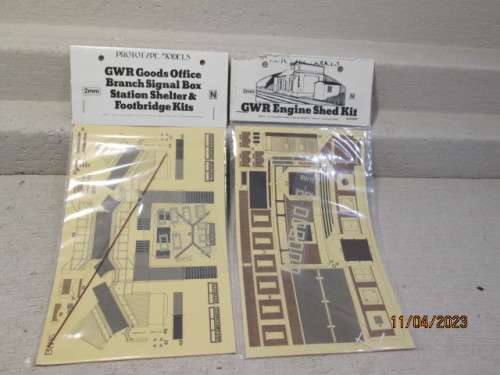 PROTOTYPE MODELS
GWR Goods Office
Branch Signal Box
Station Shelter &
Footbridge Kits
2mm
N
2mm
N
GWR Engine Shed Kit
11/04/2023